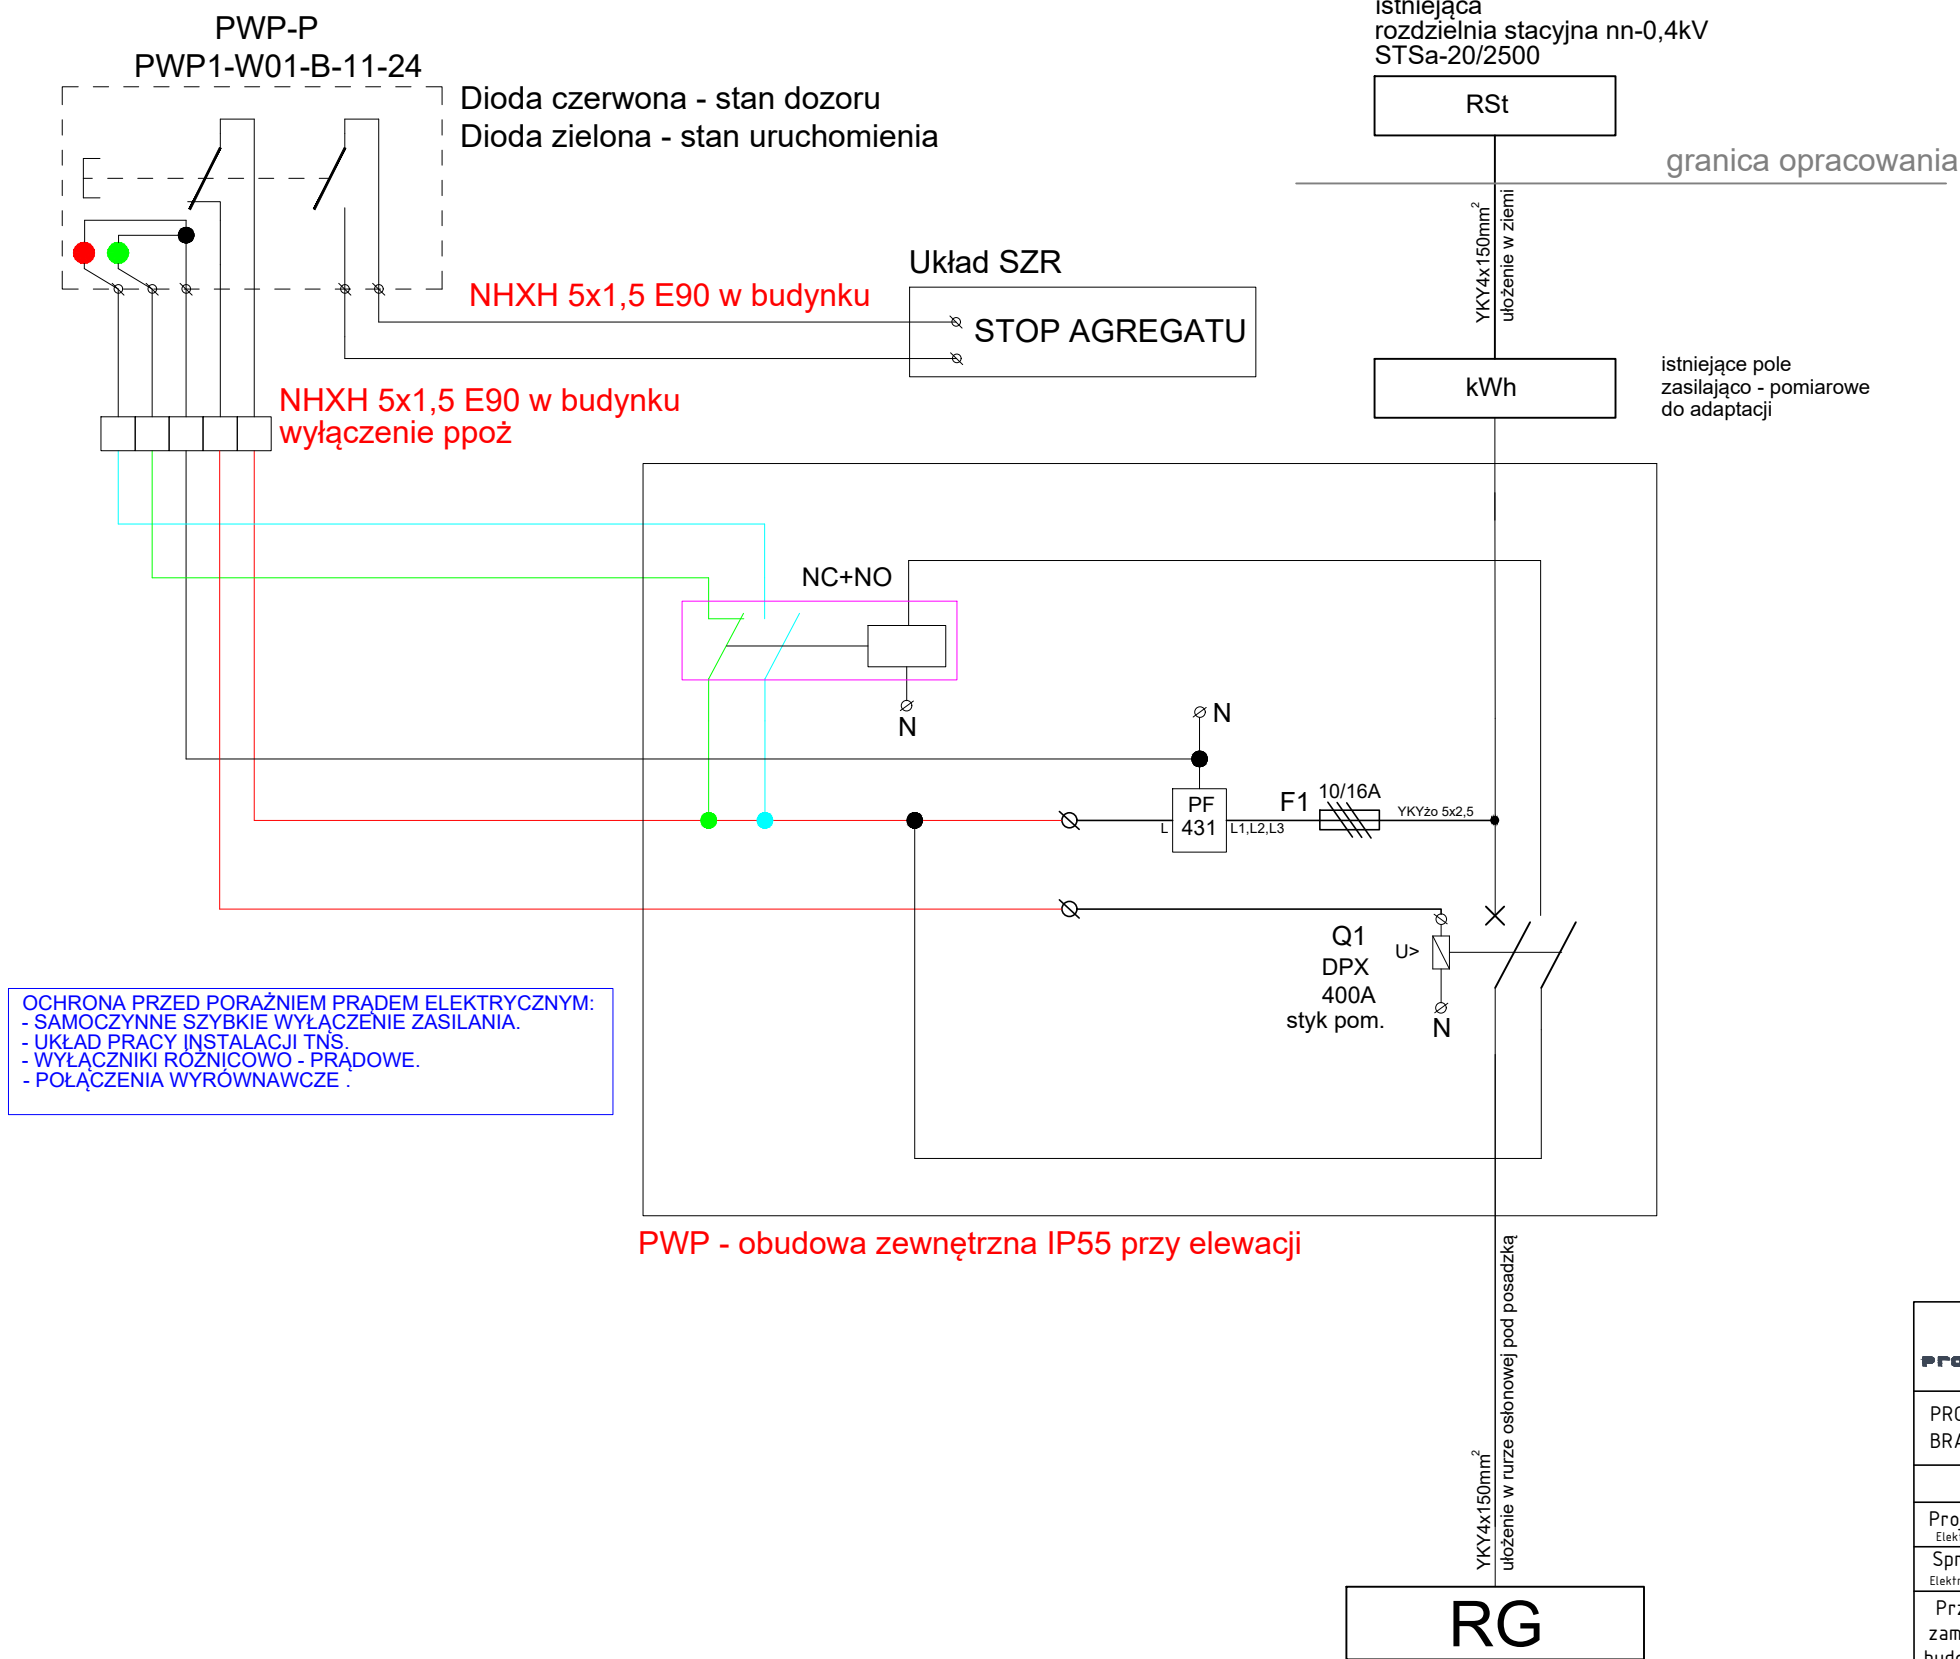 PWP-P
PWP1-W01-B-11-24
Dioda czerwona - stan dozoru
Dioda zielona - stan uruchomienia
istniejąca
rozdzielnia stacyjna nn-0,4kV
STSa-20/2500
RSt
granica opracowania
YKY4x150mm²
ułożenie w ziemi
Układ SZR
NHXH 5x1,5 E90 w budynku
STOP AGREGATU
kWh
istniejące pole
zasilająco - pomiarowe
do adaptacji
NHXH 5x1,5 E90 w budynku
wyłączenie ppoż
NC+NO
N
N
PF
431
L
L1,L2,L3
F1
10/16A
YKYżo 5x2,5
Q1
DPX
400A
styk pom.
U>
N
OCHRONA PRZED PORAŻNIEM PRĄDEM ELEKTRYCZNYM:
- SAMOCZYNNE SZYBKIE WYŁĄCZENIE ZASILANIA.
- UKŁAD PRACY INSTALACJI TNS.
- WYŁĄCZNIKI RÓŻNICOWO - PRĄDOWE.
- POŁĄCZENIA WYRÓWNAWCZE .
PWP - obudowa zewnętrzna IP55 przy elewacji
YKY4x150mm²
ułożenie w rurze osłonowej pod posadzką
RG